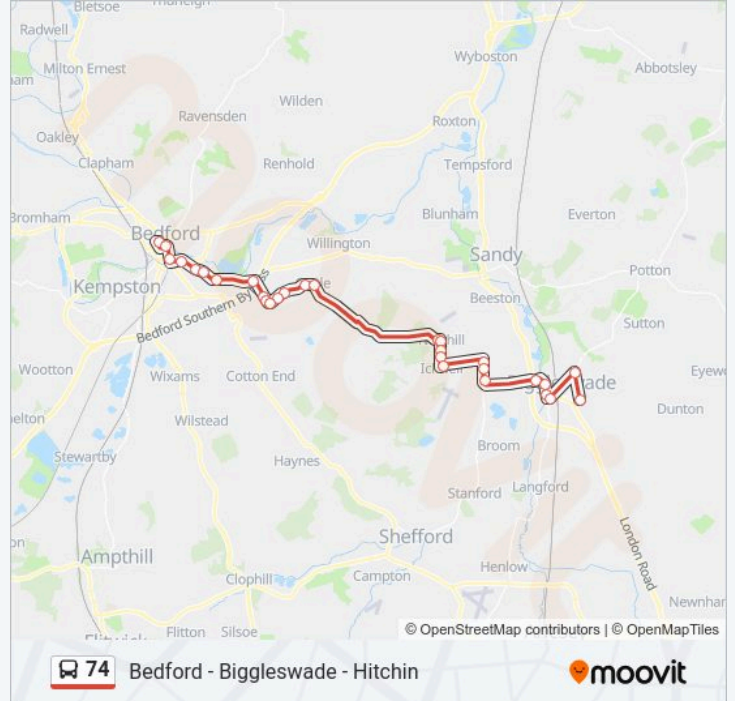 Bletsoe
Radwell
Wyboston
Milton Ernest
Abbotsley
Wilden
Ravensden
Roxton
Oakley
Clapham
Renhold
Tempsford
Bromham
Blunham
Everton
Bedford
Willington
Sandy
Potton
Kempston
Beeston
Bedford Southern By
Sutton
Wootton
Wixams
Cotton End
Eyew
Dunton
Wilstead
Broom
Stewartby
Haynes
Stanford
Langford
Shefford
London Road
Ampthill
Henlow
Clophill
Campton
Newnha
Flitton
Silsoe
© OpenStreetMap contributors | © OpenMapTiles
74 Bedford - Biggleswade - Hitchin
moovit